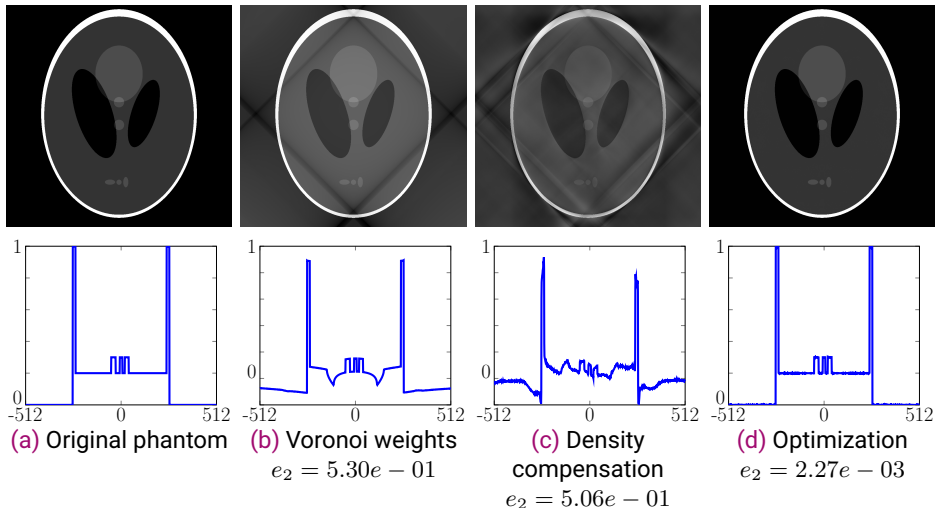 1
0
-512
0
512
(a) Original phantom
1
0
-512
0
512
(b) Voronoi weights
e₂ = 5.30e − 01
1
0
-512
0
512
(c) Density
compensation
e₂ = 5.06e − 01
1
0
-512
0
512
(d) Optimization
e₂ = 2.27e − 03